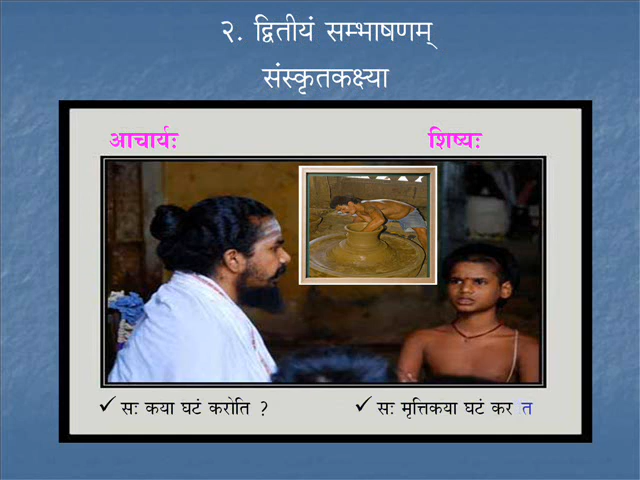 २. द्वितीयं सम्भाषणम्
संस्कृतकक्ष्या
आचार्यः शिष्यः
✓ सः कया घटं करोति ? ✓ सः मृत्तिकया घटं कर